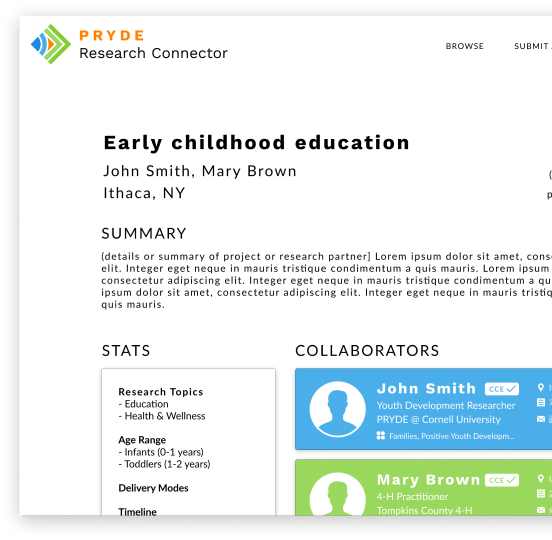 PRYDE
Research Connector
BROWSE
SUBMIT
Early childhood education
John Smith, Mary Brown
Ithaca, NY
SUMMARY
(details or summary of project or research partner] Lorem ipsum dolor sit amet,
elit. Integer eget neque in mauris tristique condimentum a quis mauris. Lorem ipsum
consectetur adipiscing elit. Integer eget neque in mauris tristique condimentum a
ipsum dolor sit amet, consectetur adipiscing elit. Integer eget neque in mauris
quis mauris.
STATS
COLLABORATORS
Research Topics
- Education
- Health & Wellness
Age Range
- Infants (0-1 years)
- Toddlers (1-2 years)
Delivery Modes
Timeline
John Smith CCE
Youth Development Researcher
PRYDE @ Cornell University
Families, Positive Youth Developm...
Mary Brown CCE
4-H Practitioner
Tompkins County 4-H